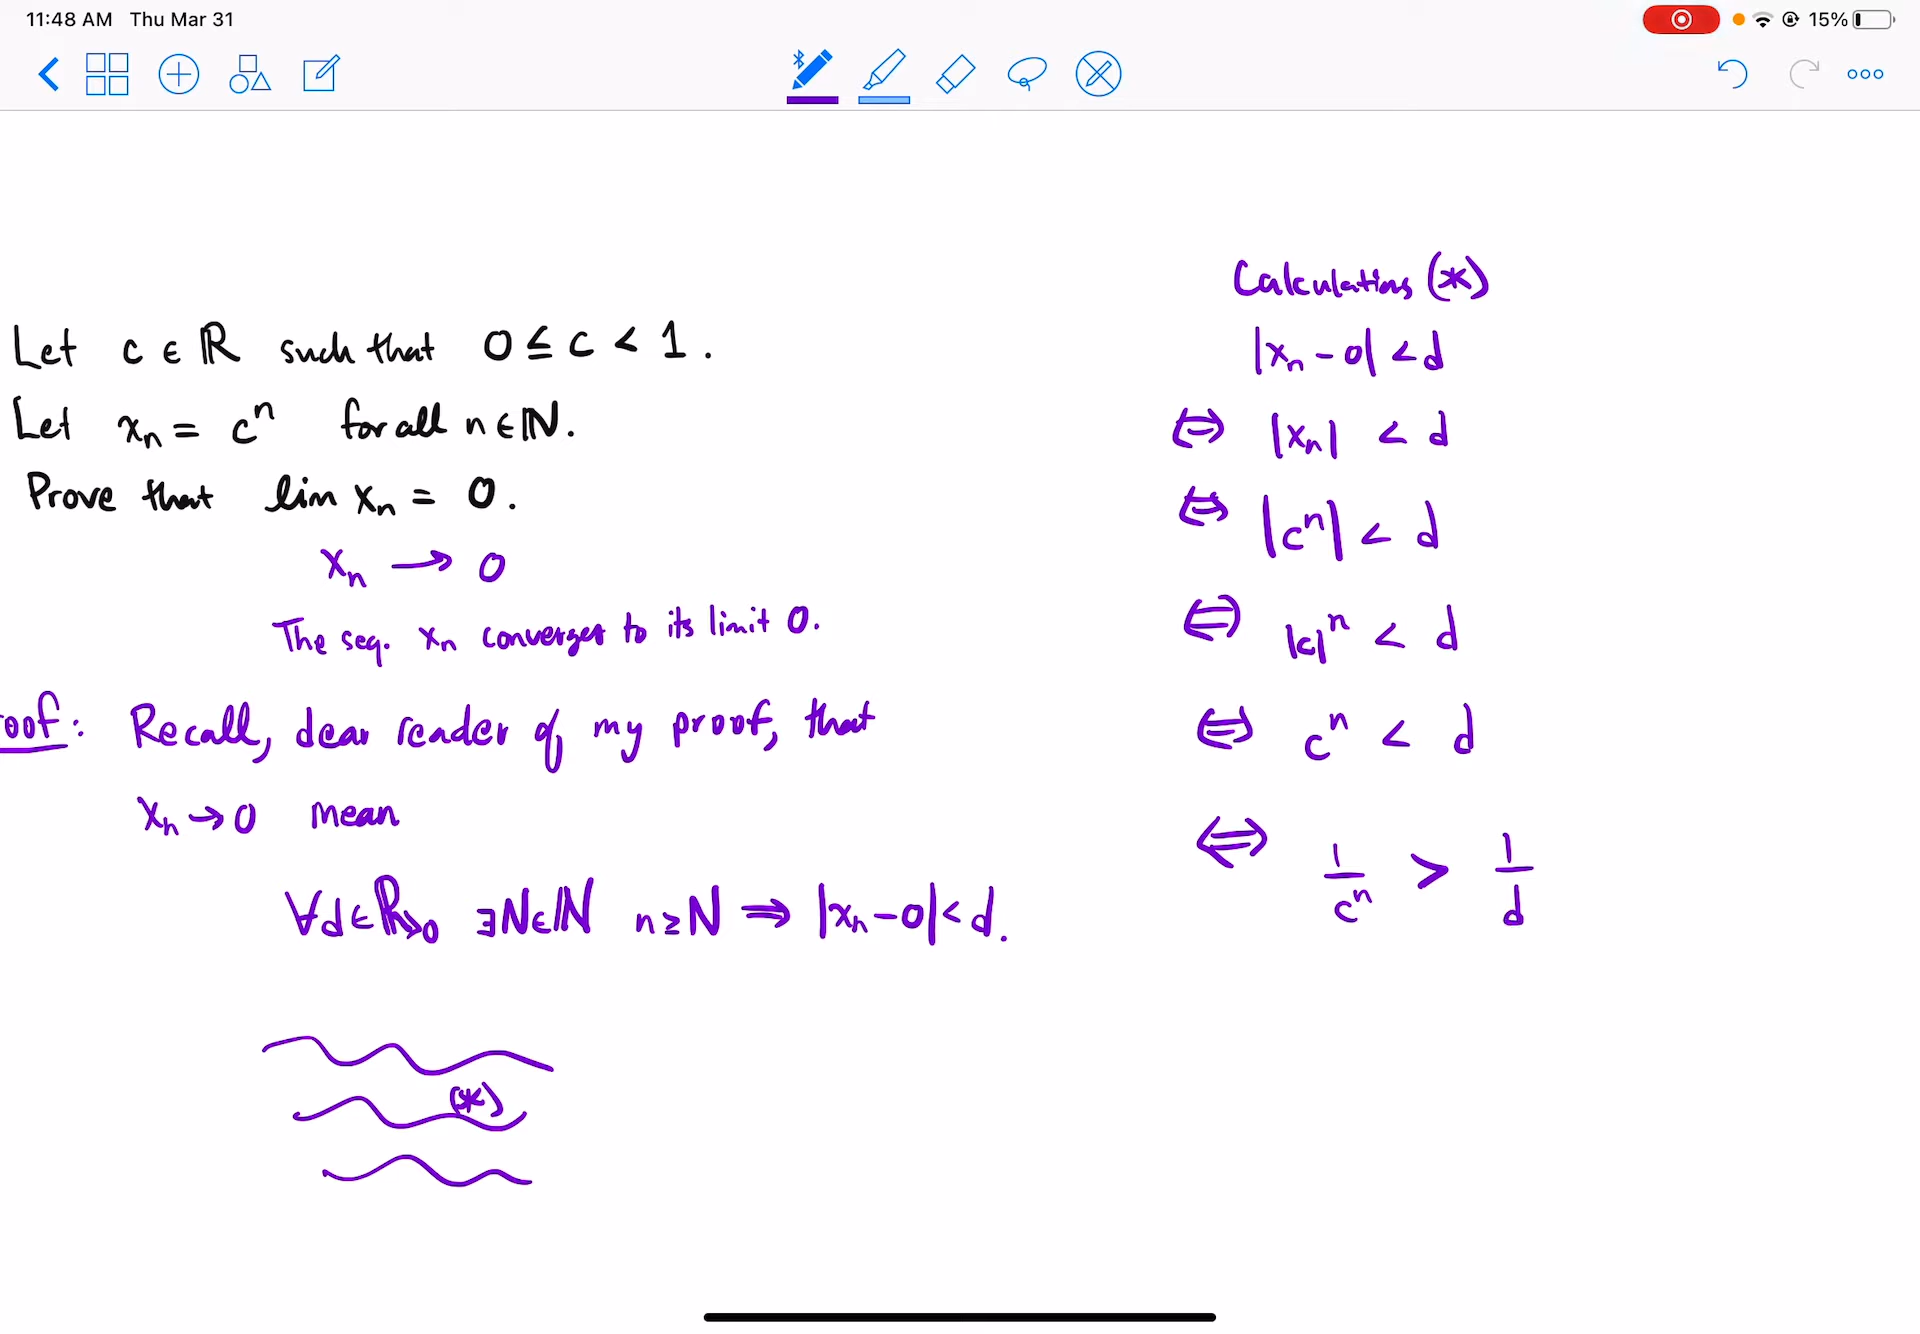 11:48 AM Thu Mar 31
15%
Let c ∈ ℝ such that 0 ≤ c < 1.
Let xₙ = cⁿ for all n ∈ ℕ.
Prove that lim xₙ = 0.
xₙ → 0
The seq. xₙ converges to its limit 0.
oof: Recall, dear reader of my proof, that
xₙ → 0 mean
∀d∈ℝ>0 ∃N∈ℕ n≥N ⇒ |xₙ-0|<d.
(*)
Calculations (*)
|xₙ - 0| < d
⇔ |xₙ| < d
⇔ |cⁿ| < d
⇔ |c|ⁿ < d
⇔ cⁿ < d
⇔ 1/cⁿ > 1/d